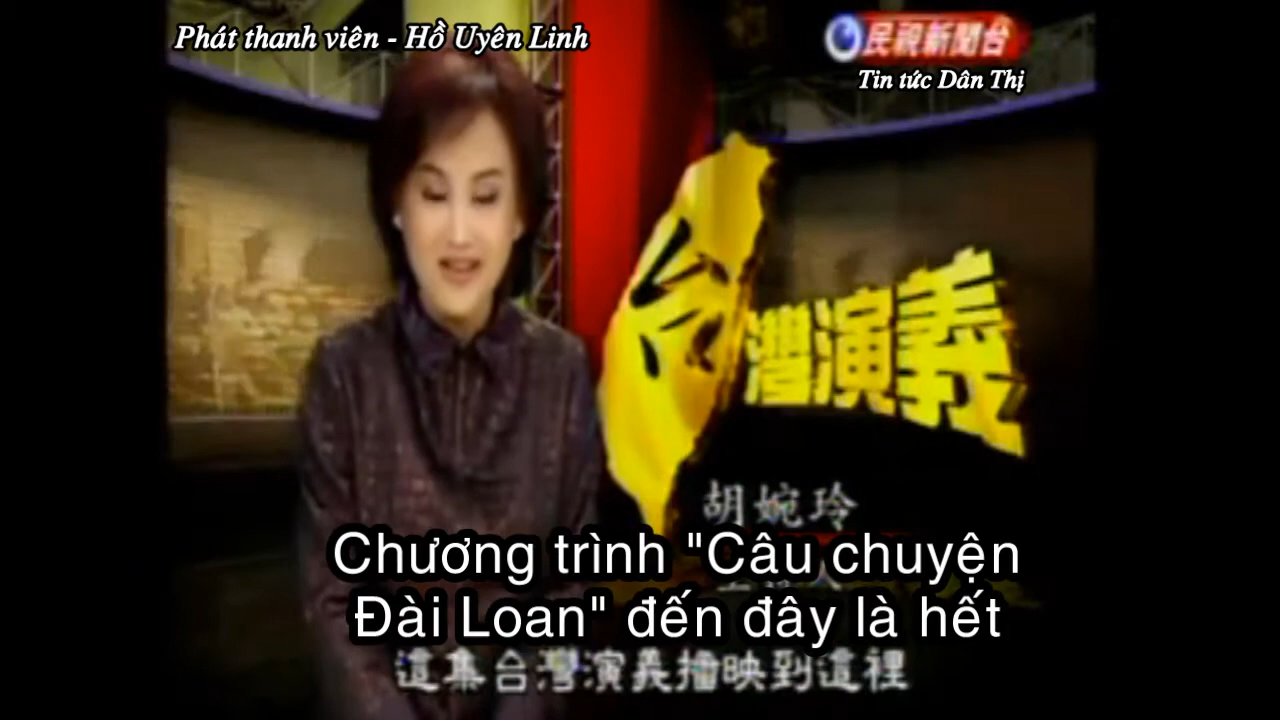 Phát thanh viên - Hồ Uyên Linh
民視新聞台
Tin tức Dân Thị
台灣演義
胡婉玲
Chương trình "Câu chuyện
Đài Loan" đến đây là hết
這集台灣演義播映到這裡